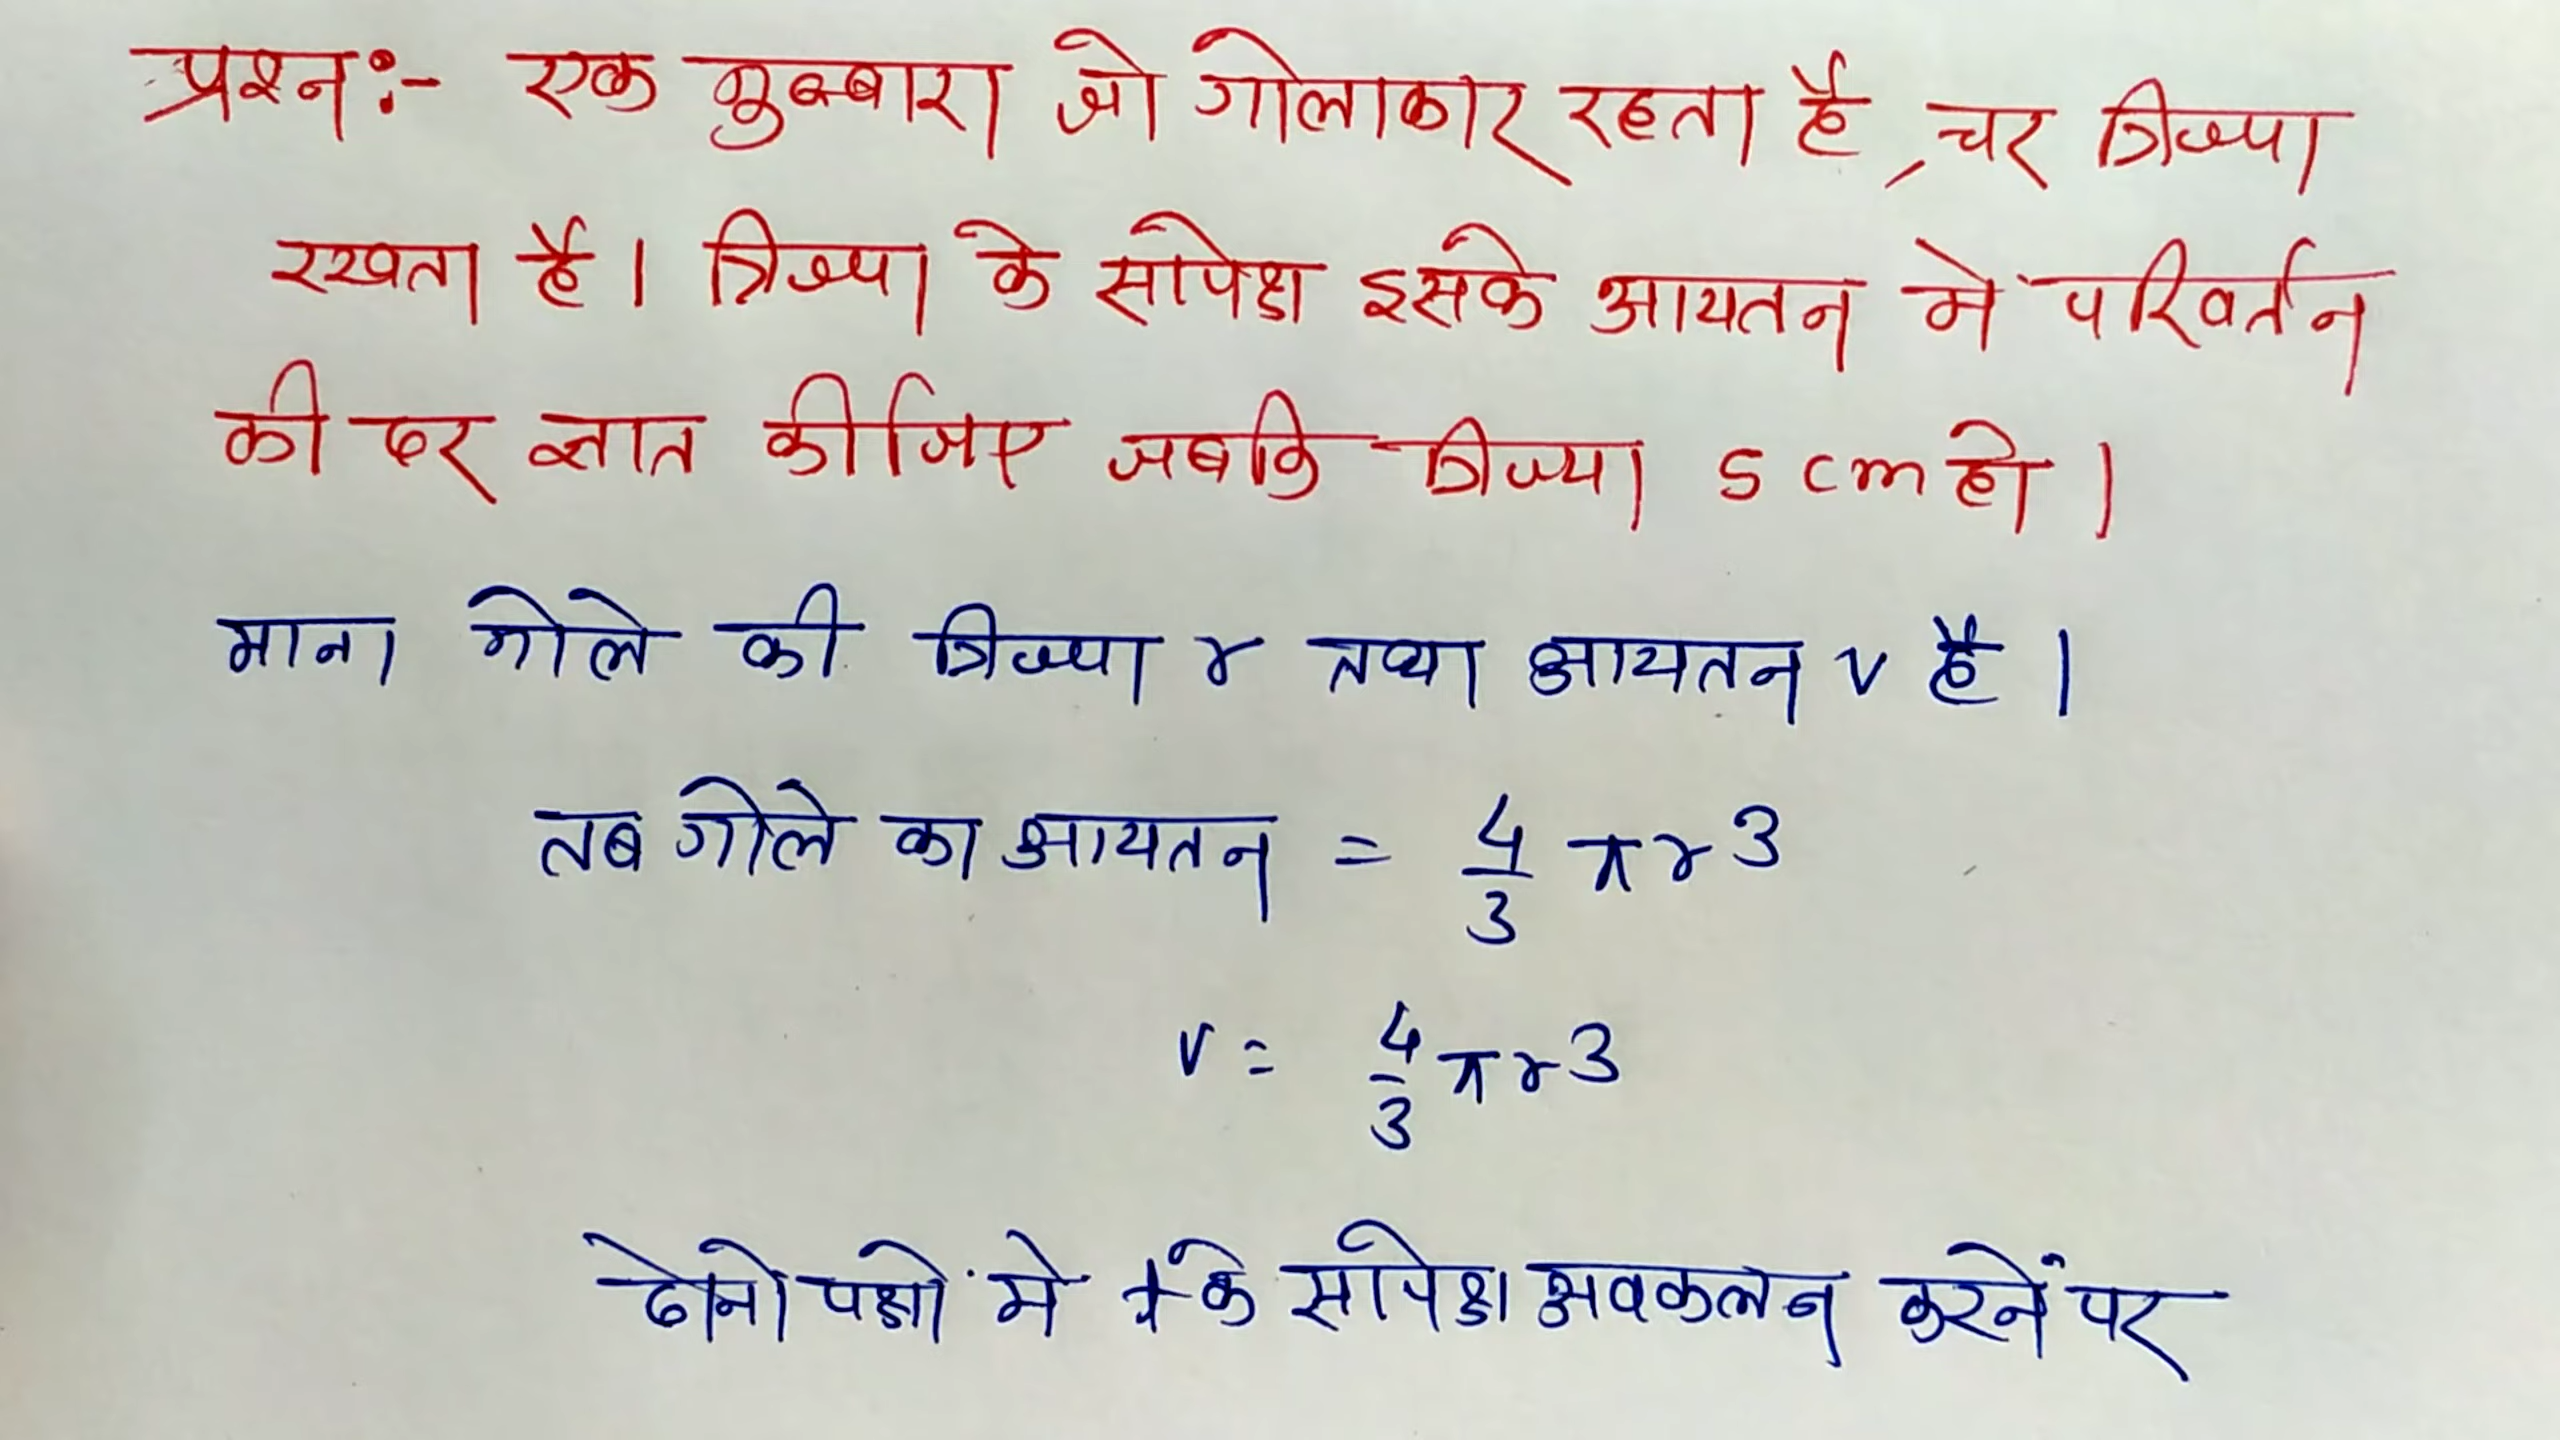 प्रश्न:- एक गुब्बारा जो गोलाकार रहता है, चर त्रिज्या
रखता है। त्रिज्या के सापेक्ष इसके आयतन मे परिवर्तन
की दर ज्ञात कीजिए जबकि त्रिज्या 5 cm हो।
माना गोले की त्रिज्या r तथा आयतन v है।
तब गोले का आयतन = 4/3 πr3
v = 4/3 πr3
दोनो पक्षो मे t के सापेक्ष अवकलन करनें पर